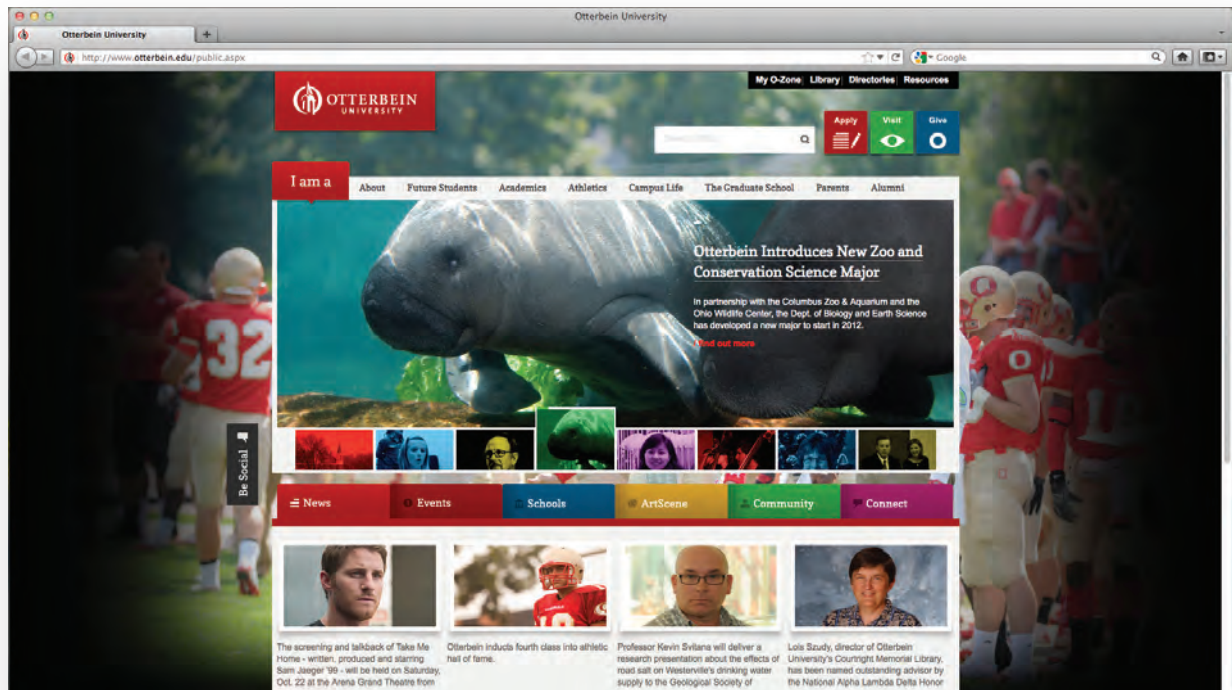 Otterbein University
Otterbein University
+
http://www.otterbein.edu/public.aspx
Google
My O-Zone | Library | Directories | Resources
OTTERBEIN
UNIVERSITY
Apply
Visit
Give
I am a
About
Future Students
Academics
Athletics
Campus Life
The Graduate School
Parents
Alumni
Otterbein Introduces New Zoo and
Conservation Science Major
In partnership with the Columbus Zoo & Aquarium and the
Ohio Wildlife Center, the Dept. of Biology and Earth Science
has developed a new major to start in 2012.
find out more
32
0
Be Social
News
Events
Schools
ArtScene
Community
Connect
The screening and talkback of Take Me
Home - written, produced and starring
Sam Jaeger '99 - will be held on Saturday,
Oct. 22 at the Arena Grand Theatre from
Otterbein inducts fourth class into athletic
hall of fame.
Professor Kevin Svitana will deliver a
research presentation about the effects of
road salt on Westerville's drinking water
supply to the Geological Society of
Lois Szudy, director of Otterbein
University's Courtright Memorial Library,
has been named outstanding advisor by
the National Alpha Lambda Delta Honor